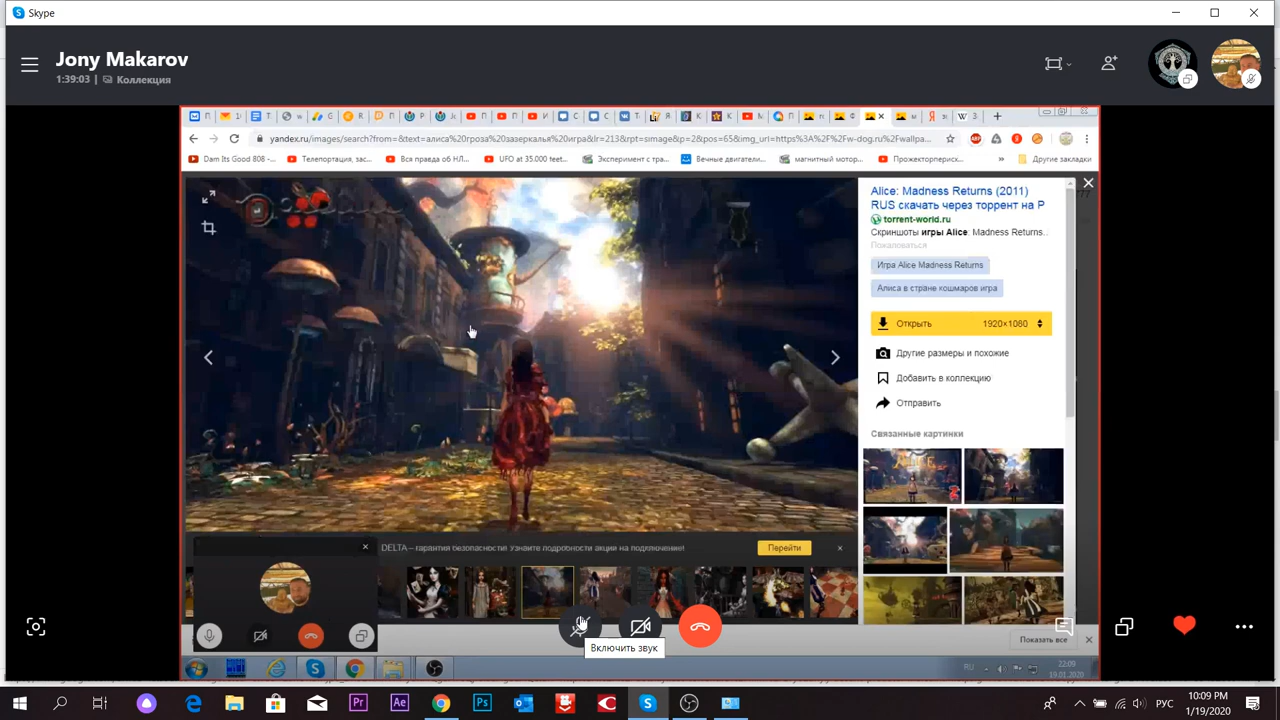 Skype
Jony Makarov
1:39:03 | Коллекция
yandex.ru/images/search?from=&text=алиса%20гроза%20зазеркалья%20игра&lr=213&rpt=simage&p=2&pos=65&img_url=https%3A%2F%2Fw-dog.ru%2Fwallpa...
Dam Its Good 808 -...
Телепортация, зас...
Вся правда об НЛ...
UFO at 35.000 feet...
Эксперимент с тра...
Вечные двигатели...
магнитный мотор...
Прожекторперисх...
»
Другие закладки
Alice: Madness Returns (2011)
RUS скачать через торрент на P
torrent-world.ru
Скриншоты игры Alice: Madness Returns..
Пожаловаться
Игра Alice Madness Returns
Алиса в стране кошмаров игра
Открыть 1920×1080
Другие размеры и похожие
Добавить в коллекцию
Отправить
Связанные картинки
DELTA – гарантия безопасности! Узнайте подробности акции на подключение!
Перейти
Включить звук
Показать все
RU
22:09
19.01.2020
Pr
Ae
Ps
РУС
10:09 PM
1/19/2020